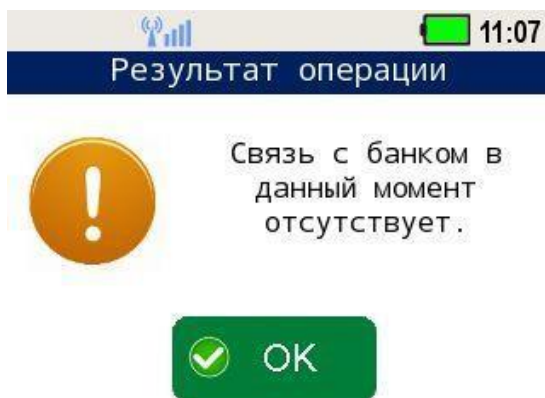 11:07
Результат операции
Связь с банком в
данный момент
отсутствует.
OK